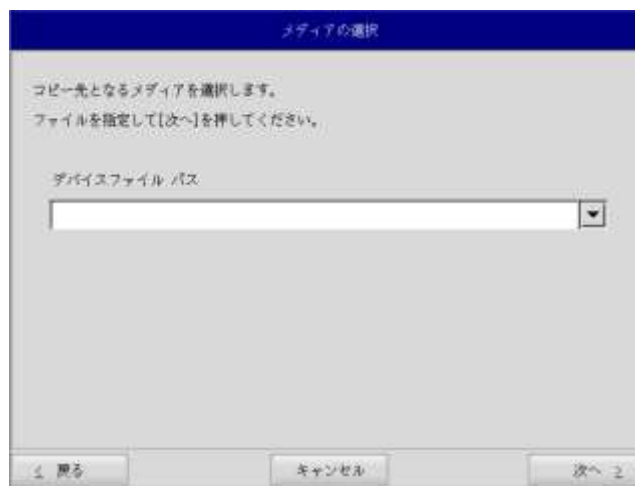 メディアの選択
コピー先となるメディアを選択します。
ファイルを指定して[次へ]を押してください。
デバイスファイル パス
< 戻る
キャンセル
次へ >